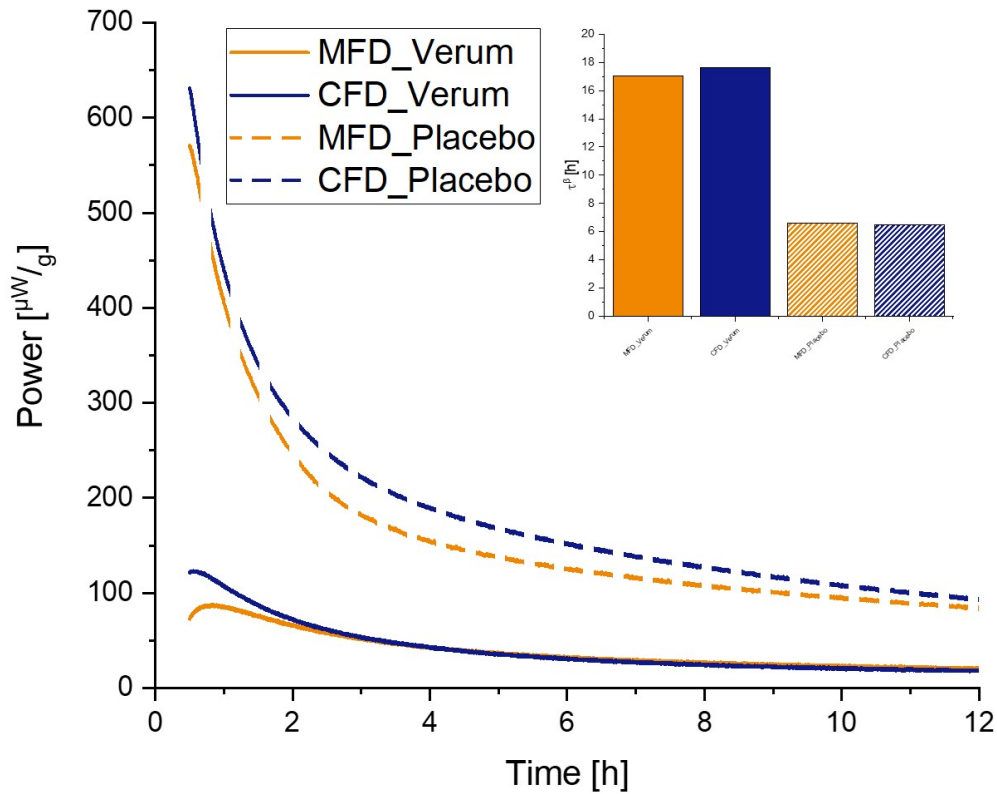 700
600
500
400
300
200
100
0
Power [µW/g]
0
2
4
6
8
10
12
Time [h]
MFD_Verum
CFD_Verum
MFD_Placebo
CFD_Placebo
20
18
16
14
12
10
8
6
4
2
0
τᵝ [h]
MFD_Verum
CFD_Verum
MFD_Placebo
CFD_Placebo